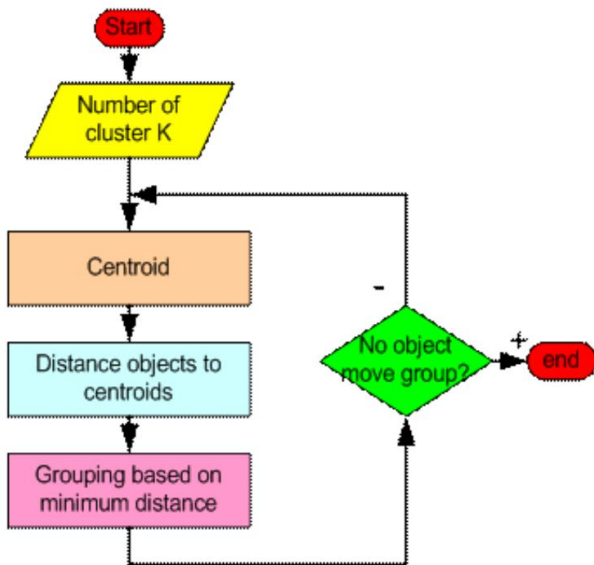 Start
Number of
cluster K
Centroid
Distance objects to
centroids
Grouping based on
minimum distance
-
No object
move group?
+
end